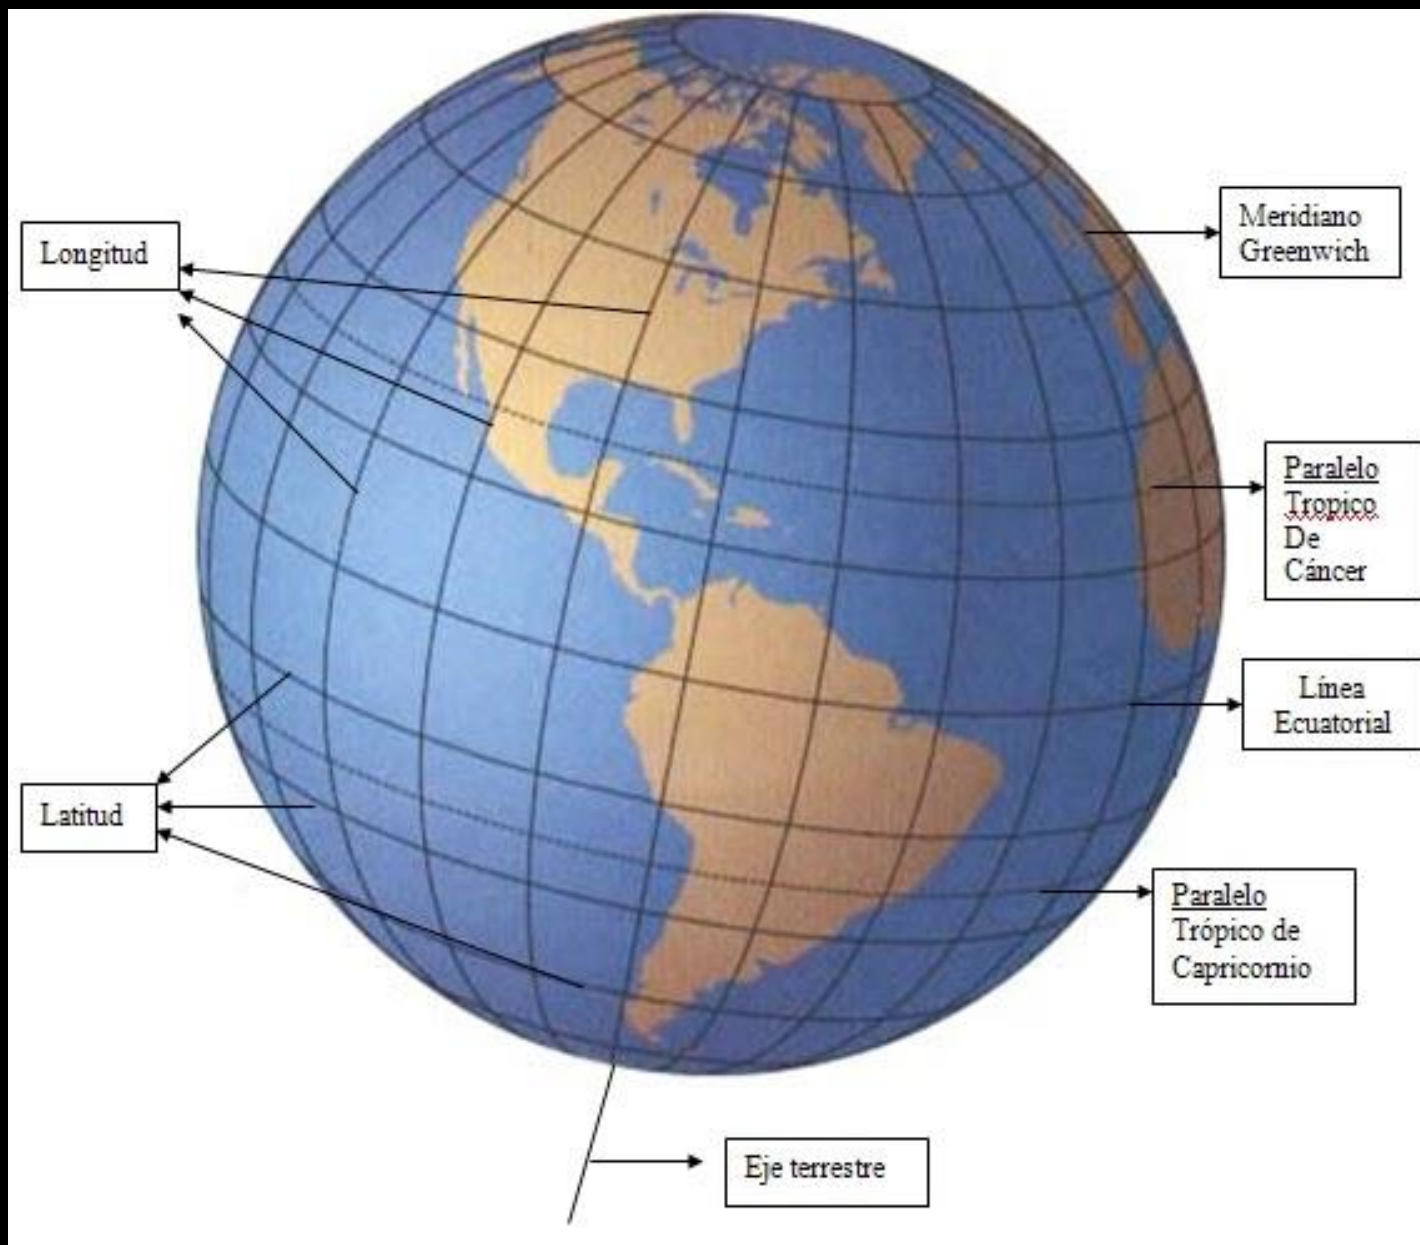 Longitud
Meridiano
Greenwich
Paralelo
Tropico
De
Cáncer
Línea
Ecuatorial
Latitud
Paralelo
Trópico de
Capricornio
Eje terrestre